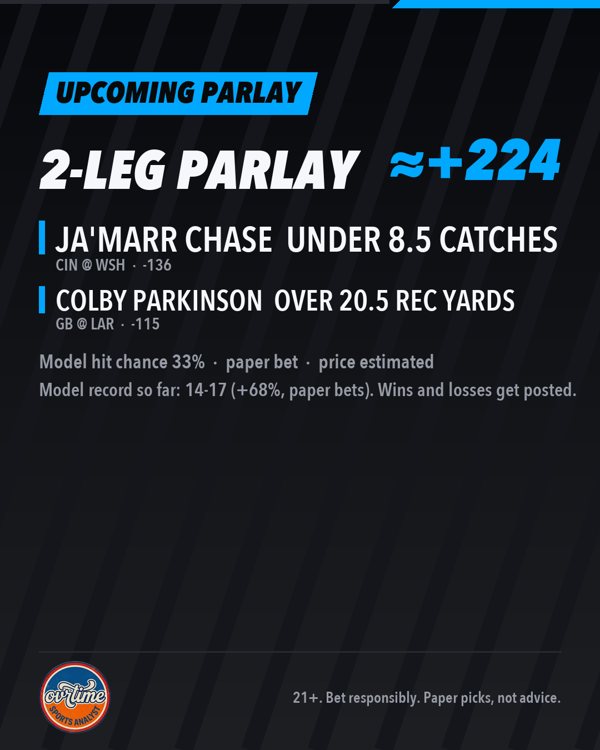 UPCOMING PARLAY
2-LEG PARLAY ≈+224
JA'MARR CHASE UNDER 8.5 CATCHES
CIN @ WSH · -136
COLBY PARKINSON OVER 20.5 REC YARDS
GB @ LAR · -115
Model hit chance 33% · paper bet · price estimated
Model record so far: 14-17 (+68%, paper bets). Wins and losses get posted.
ovrtime
SPORTS ANALYST
21+. Bet responsibly. Paper picks, not advice.